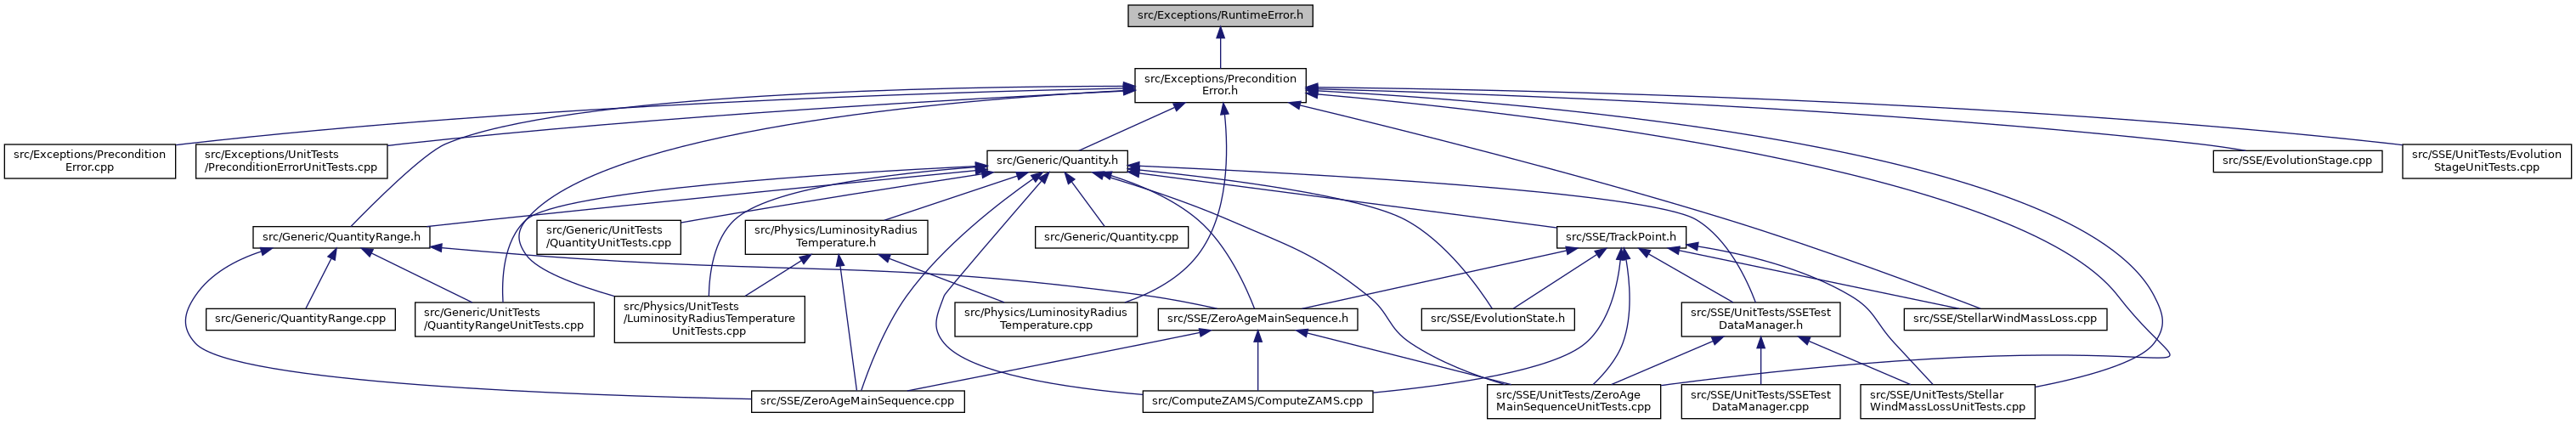 src/Exceptions/RuntimeError.h
src/Exceptions/Precondition
Error.h
src/Exceptions/Precondition
Error.cpp
src/Exceptions/UnitTests
/PreconditionErrorUnitTests.cpp
src/Generic/Quantity.h
src/SSE/EvolutionStage.cpp
src/SSE/UnitTests/Evolution
StageUnitTests.cpp
src/Generic/QuantityRange.h
src/Generic/UnitTests
/QuantityUnitTests.cpp
src/Physics/LuminosityRadius
Temperature.h
src/Generic/Quantity.cpp
src/SSE/TrackPoint.h
src/Generic/QuantityRange.cpp
src/Generic/UnitTests
/QuantityRangeUnitTests.cpp
src/Physics/UnitTests
/LuminosityRadiusTemperature
UnitTests.cpp
src/Physics/LuminosityRadius
Temperature.cpp
src/SSE/ZeroAgeMainSequence.h
src/SSE/EvolutionState.h
src/SSE/UnitTests/SSETest
DataManager.h
src/SSE/StellarWindMassLoss.cpp
src/SSE/ZeroAgeMainSequence.cpp
src/ComputeZAMS/ComputeZAMS.cpp
src/SSE/UnitTests/ZeroAge
MainSequenceUnitTests.cpp
src/SSE/UnitTests/SSETest
DataManager.cpp
src/SSE/UnitTests/Stellar
WindMassLossUnitTests.cpp